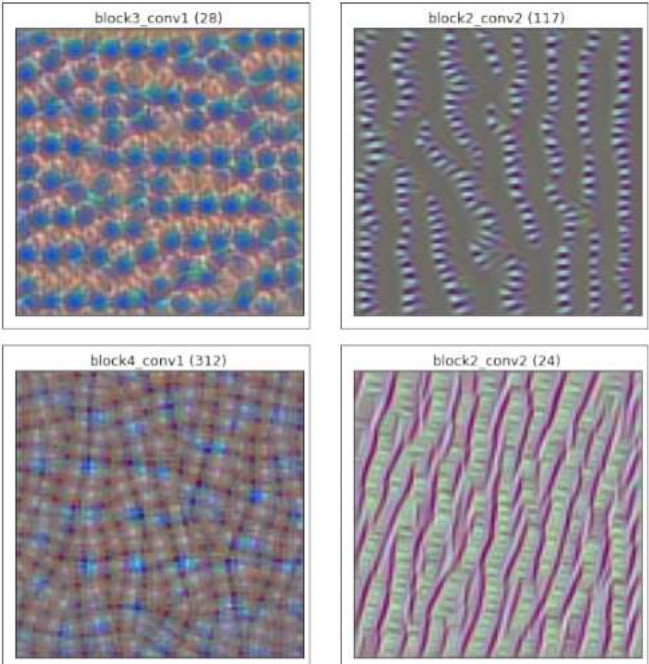 block3_conv1 (28)
block2_conv2 (117)
block4_conv1 (312)
block2_conv2 (24)